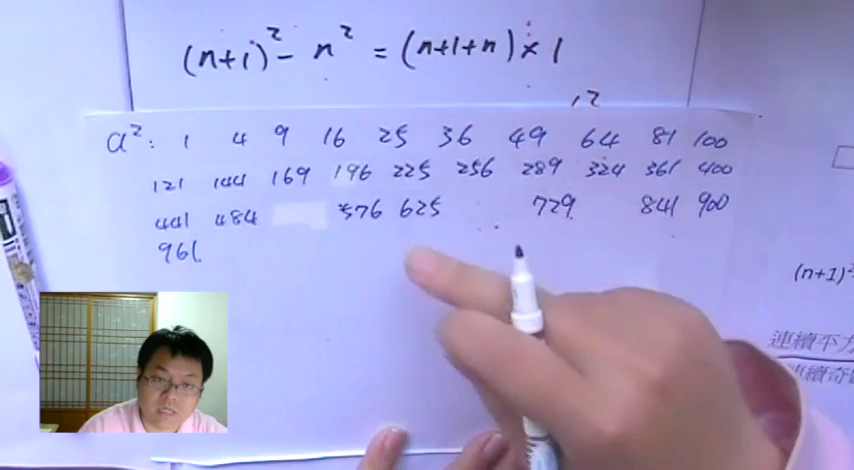 (n+1)² - n² = (n+1+n) × 1
a²: 1 4 9 16 25 36 49 64 81 100
121 144 169 196 225 256 289 324 361 400
441 484 576 625 729 841 900
961
(n+1)²
連續平方
連續奇